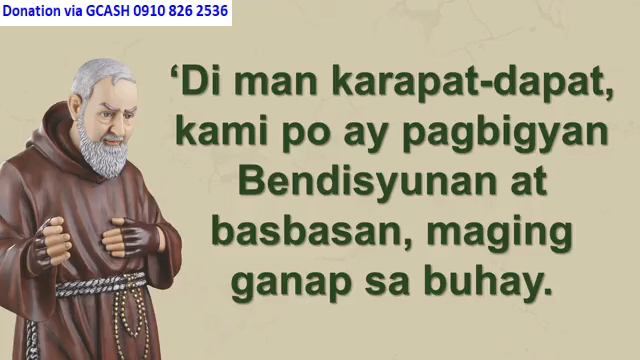 Donation via GCASH 0910 826 2536
‘Di man karapat-dapat,
kami po ay pagbigyan
Bendisyunan at
basbasan, maging
ganap sa buhay.